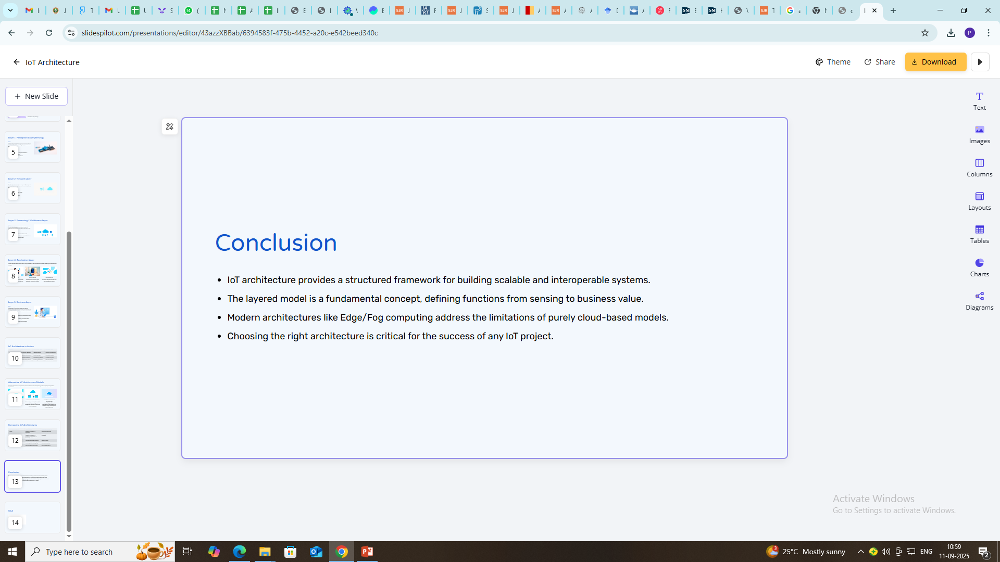 slidespilot.com/presentations/editor/43azzXBBab/6394583f-475b-4452-a20c-e542beed340c
P
IoT Architecture
Theme
Share
Download
New Slide
Layer 1: Perception Layer (Sensing)
5
Layer 2: Network Layer
6
Layer 3: Processing / Middleware Layer
7
Layer 4: Application Layer
8
Layer 5: Business Layer
9
IoT Architecture in Action
10
Alternative IoT Architecture Models
11
Comparing IoT Architectures
12
Conclusion
13
Q&A
14
Conclusion
• IoT architecture provides a structured framework for building scalable and interoperable systems.
• The layered model is a fundamental concept, defining functions from sensing to business value.
• Modern architectures like Edge/Fog computing address the limitations of purely cloud-based models.
• Choosing the right architecture is critical for the success of any IoT project.
Text
Images
Columns
Layouts
Tables
Charts
Diagrams
Activate Windows
Go to Settings to activate Windows.
Type here to search
3
25°C Mostly sunny
ENG
10:59
11-09-2025
2